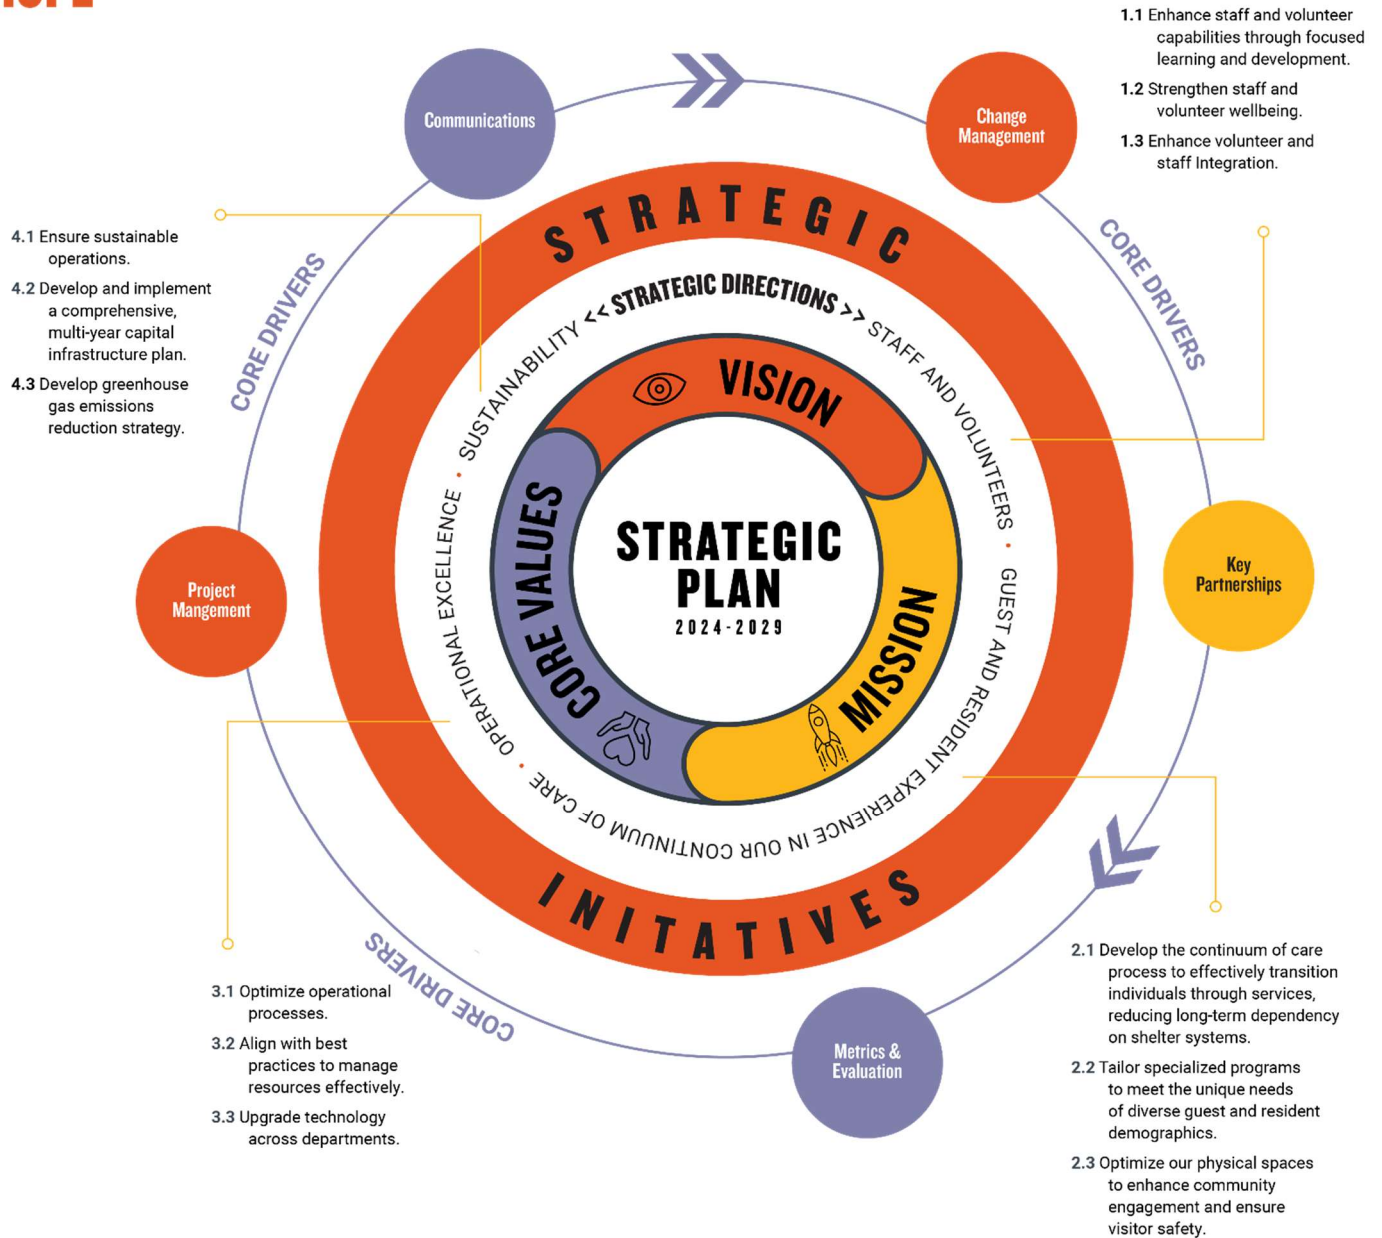 Communications
Change
Management
1.1 Enhance staff and volunteer
capabilities through focused
learning and development.
1.2 Strengthen staff and
volunteer wellbeing.
1.3 Enhance volunteer and
staff Integration.
4.1 Ensure sustainable
operations.
4.2 Develop and implement
a comprehensive,
multi-year capital
infrastructure plan.
4.3 Develop greenhouse
gas emissions
reduction strategy.
CORE DRIVERS
CORE DRIVERS
STRATEGIC
<< STRATEGIC DIRECTIONS >>
STAFF AND VOLUNTEERS •
GUEST AND RESIDENT EXPERIENCE IN OUR CONTINUUM OF CARE •
OPERATIONAL EXCELLENCE •
SUSTAINABILITY
VISION
MISSION
CORE VALUES
STRATEGIC
PLAN
2024-2029
Project
Mangement
Key
Partnerships
INITATIVES
CORE DRIVERS
3.1 Optimize operational
processes.
3.2 Align with best
practices to manage
resources effectively.
3.3 Upgrade technology
across departments.
Metrics &
Evaluation
2.1 Develop the continuum of care
process to effectively transition
individuals through services,
reducing long-term dependency
on shelter systems.
2.2 Tailor specialized programs
to meet the unique needs
of diverse guest and resident
demographics.
2.3 Optimize our physical spaces
to enhance community
engagement and ensure
visitor safety.